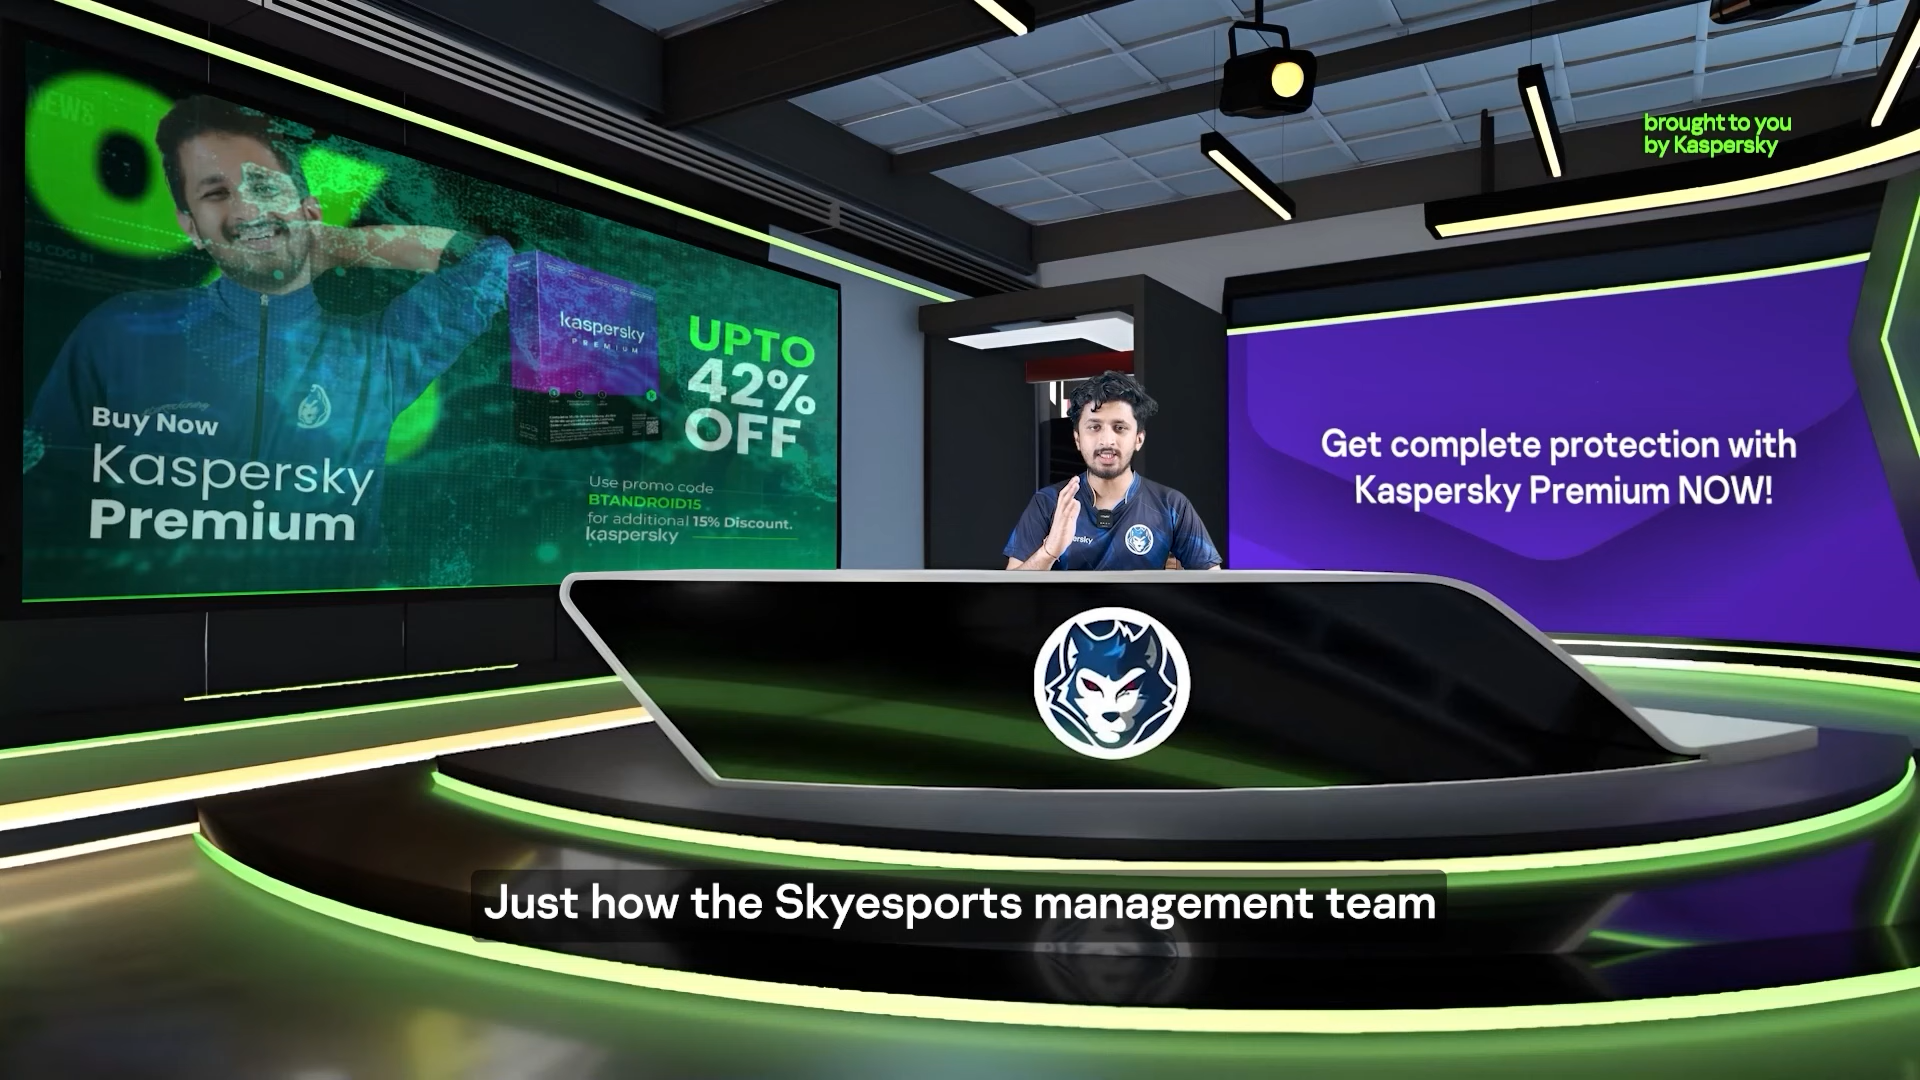 brought to you
by Kaspersky
NEWS
Buy Now
Kaspersky
Premium
kaspersky
PREMIUM
UPTO
42%
OFF
Use promo code
BTANDROID15
for additional 15% Discount.
kaspersky
Get complete protection with
Kaspersky Premium NOW!
Just how the Skyesports management team